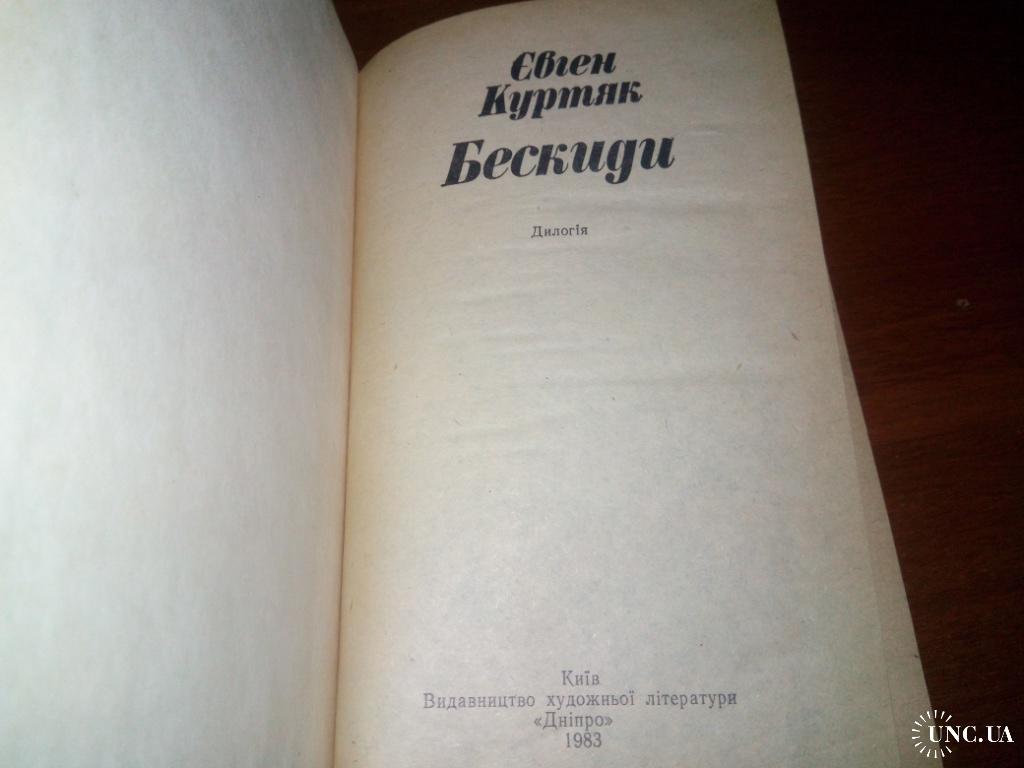 Євген
Куртяк
Бескиди
Дилогія
Київ
Видавництво художньої літератури
«Дніпро»
1983
UNC.UA